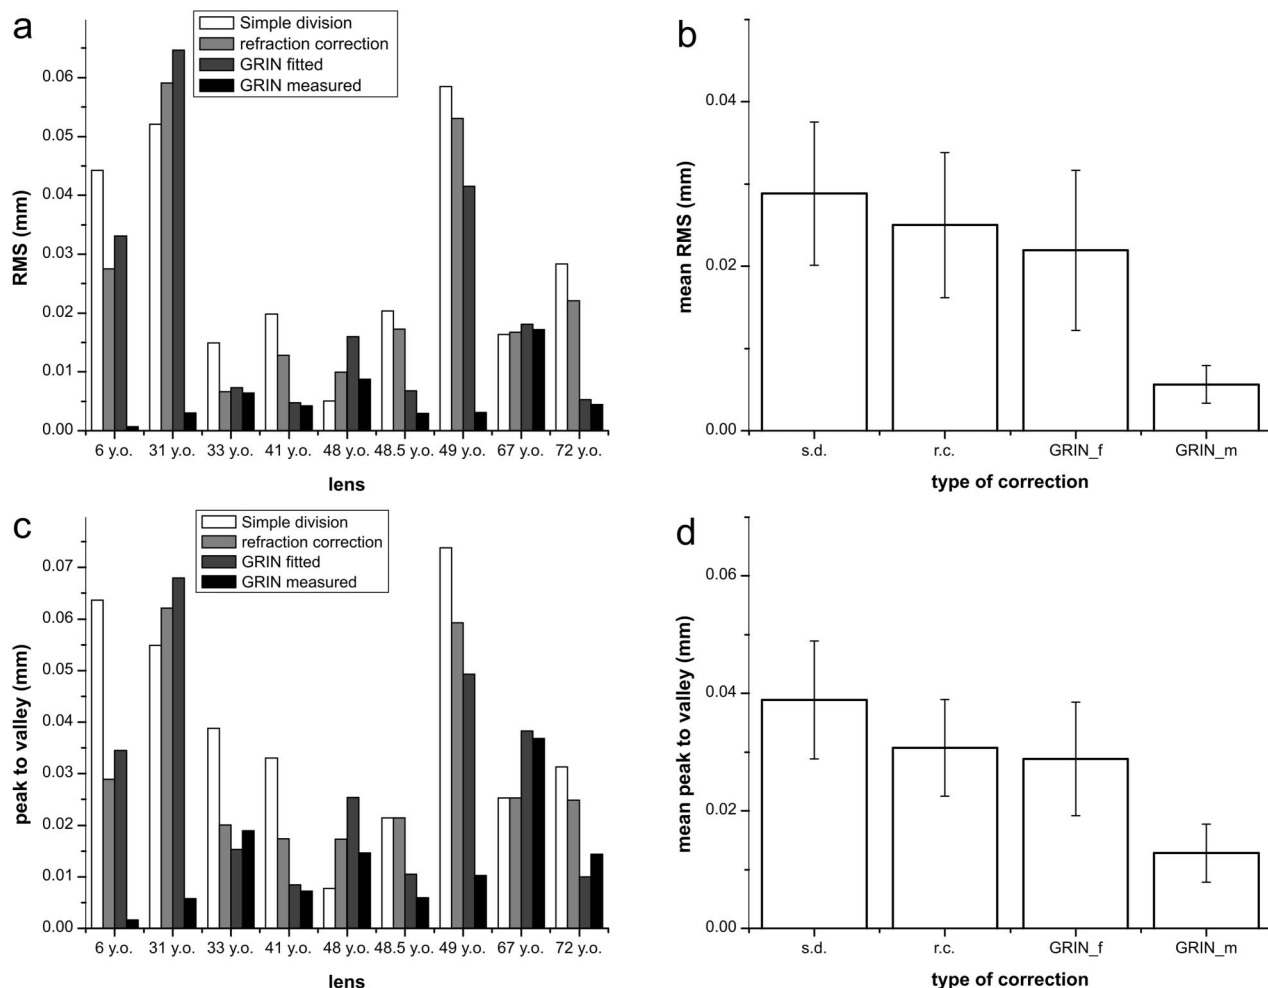 a
Simple division
refraction correction
GRIN fitted
GRIN measured
RMS (mm)
0.06
0.05
0.04
0.03
0.02
0.01
0.00
6 y.o. 31 y.o. 33 y.o. 41 y.o. 48 y.o. 48.5 y.o. 49 y.o. 67 y.o. 72 y.o.
lens
b
mean RMS (mm)
0.04
0.02
0.00
s.d. r.c. GRIN_f GRIN_m
type of correction
c
Simple division
refraction correction
GRIN fitted
GRIN measured
peak to valley (mm)
0.07
0.06
0.05
0.04
0.03
0.02
0.01
0.00
6 y.o. 31 y.o. 33 y.o. 41 y.o. 48 y.o. 48.5 y.o. 49 y.o. 67 y.o. 72 y.o.
lens
d
mean peak to valley (mm)
0.06
0.04
0.02
0.00
s.d. r.c. GRIN_f GRIN_m
type of correction